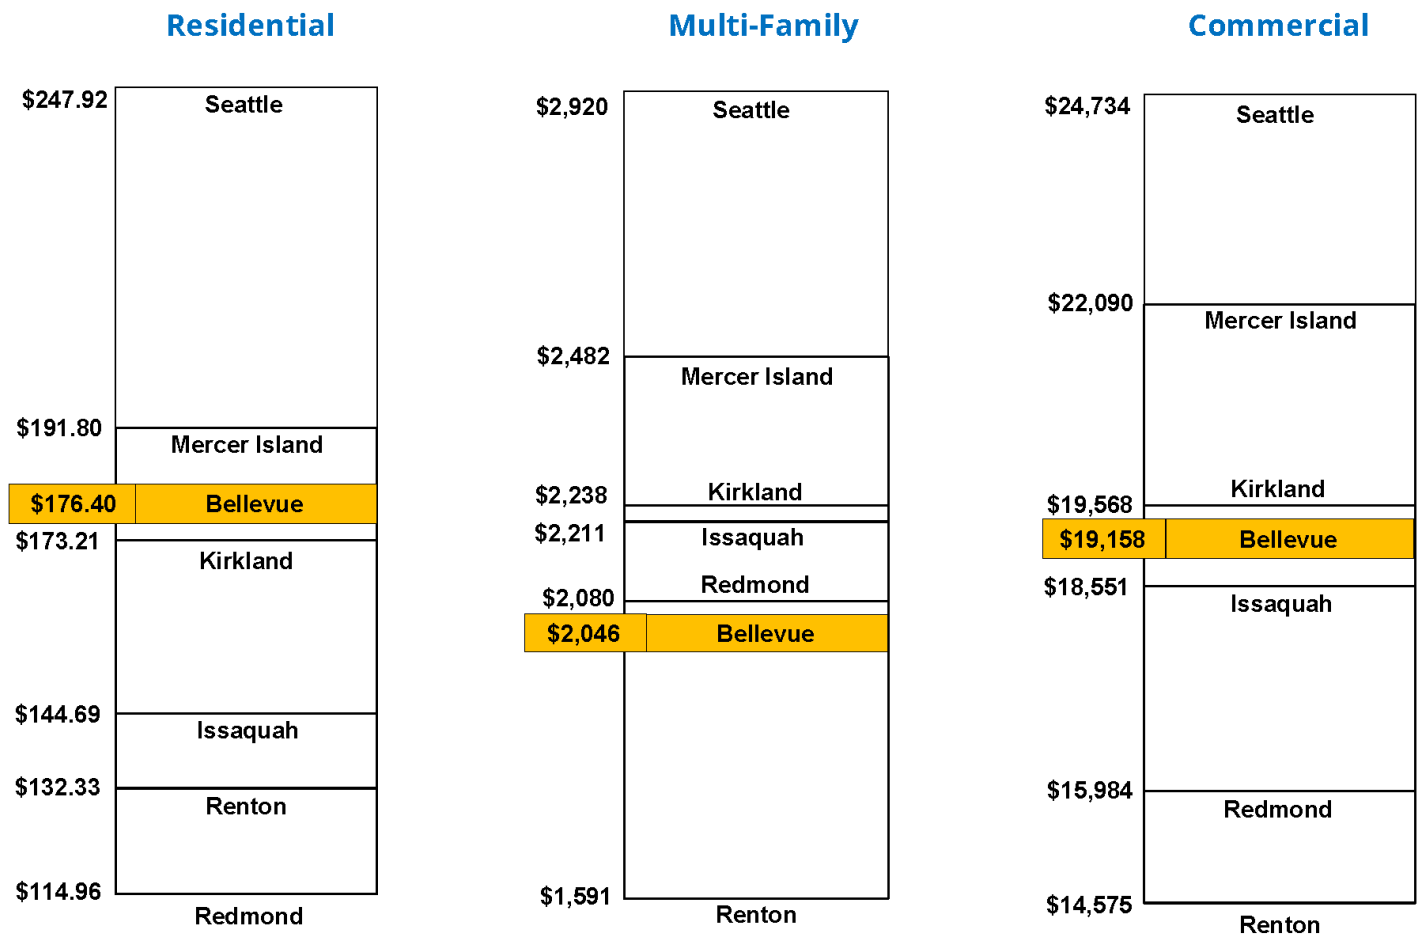 Residential
$247.92
Seattle
$191.80
Mercer Island
$176.40 Bellevue
$173.21
Kirkland
$144.69
Issaquah
$132.33
Renton
$114.96
Redmond
Multi-Family
$2,920
Seattle
$2,482
Mercer Island
$2,238
Kirkland
$2,211
Issaquah
Redmond
$2,080
$2,046 Bellevue
$1,591
Renton
Commercial
$24,734
Seattle
$22,090
Mercer Island
Kirkland
$19,568
$19,158 Bellevue
$18,551
Issaquah
$15,984
Redmond
$14,575
Renton